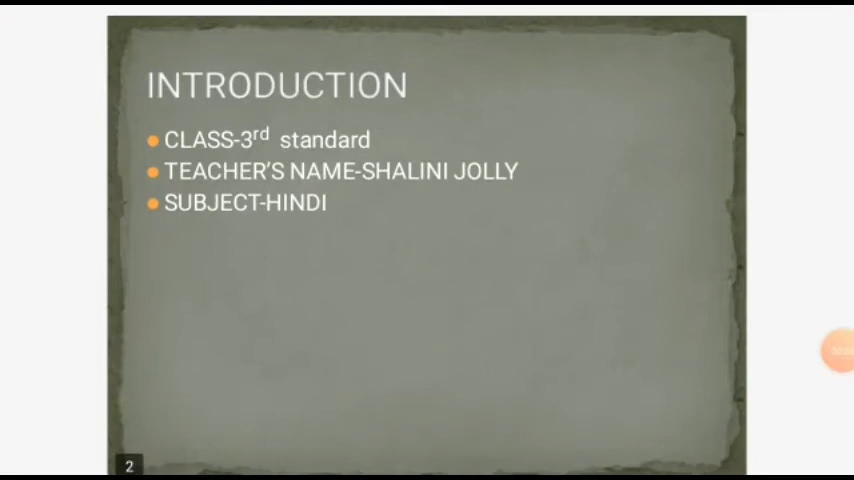 INTRODUCTION
CLASS-3rd standard
TEACHER'S NAME-SHALINI JOLLY
SUBJECT-HINDI
2